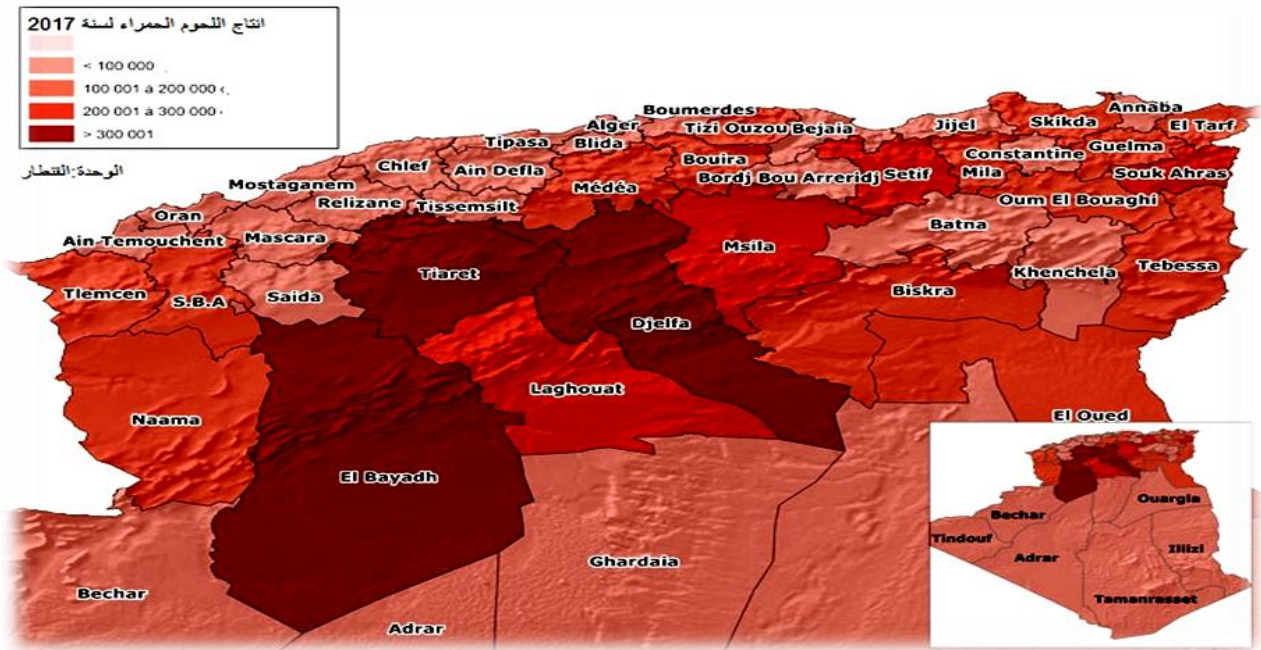 انتاج اللحوم الحمراء لسنة 2017
< 100 000
100 001 à 200 000
200 001 à 300 000
> 300 001
الوحدة:القنطار
Annaba
Boumerdes
Skikda
El Tarf
Alger
Tizi Ouzou
Bejaia
Jijel
Tipasa
Blida
Constantine
Guelma
Chlef
Ain Defla
Bouira
Bordj Bou Arreridj
Setif
Mila
Souk Ahras
Mostaganem
Relizane
Tissemsilt
Médéa
Oum El Bouaghi
Oran
Batna
Ain Temouchent
Mascara
Msila
Tiaret
Khenchela
Tebessa
Tlemcen
S.B.A
Saida
Biskra
Djelfa
Laghouat
Naama
El Oued
El Bayadh
Ghardaia
Bechar
Adrar
Ouargla
Bechar
Tindouf
Adrar
Illizi
Tamanrasset